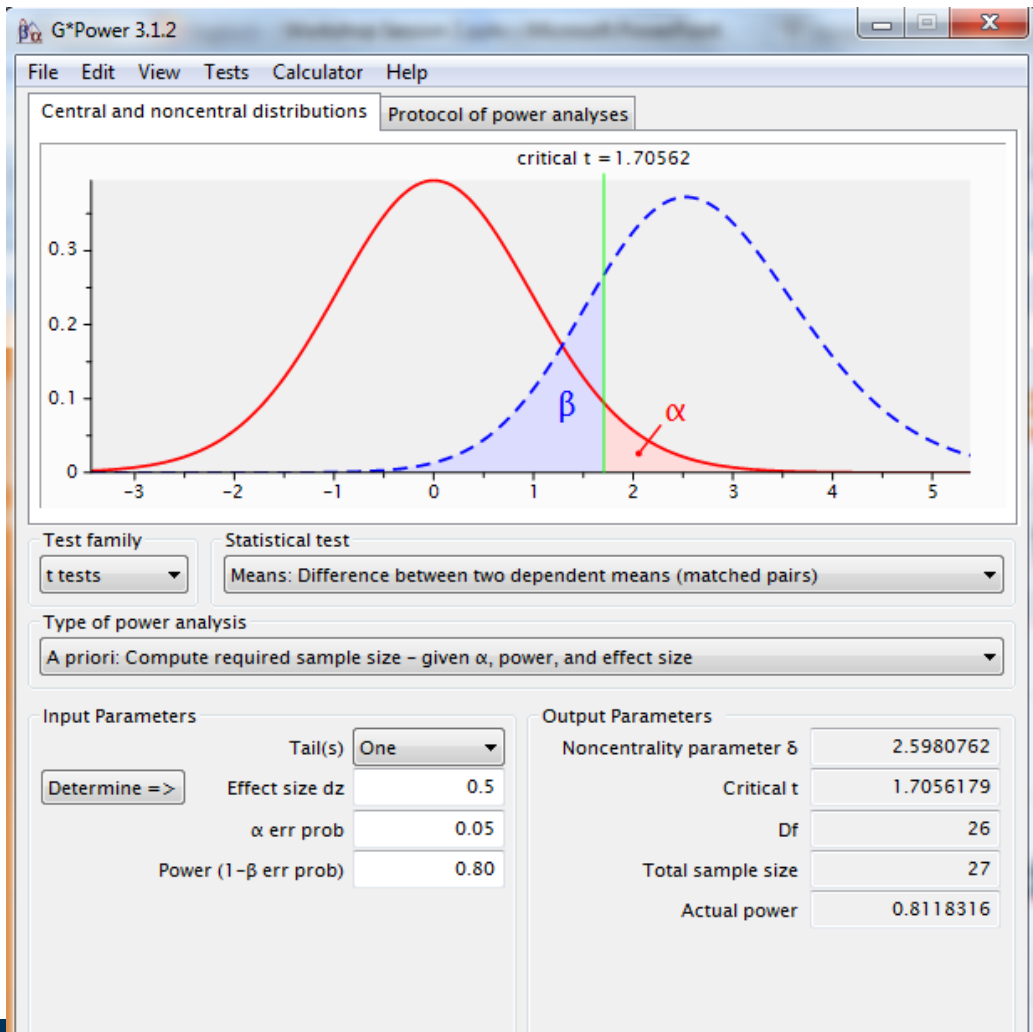 βα G*Power 3.1.2
File Edit View Tests Calculator Help
Central and noncentral distributions Protocol of power analyses
critical t = 1.70562
0.3
0.2
0.1
0
β
α
-3 -2 -1 0 1 2 3 4 5
Test family Statistical test
t tests Means: Difference between two dependent means (matched pairs)
Type of power analysis
A priori: Compute required sample size - given α, power, and effect size
Input Parameters Output Parameters
Tail(s) One Noncentrality parameter δ 2.5980762
Determine => Effect size dz 0.5 Critical t 1.7056179
α err prob 0.05 Df 26
Power (1-β err prob) 0.80 Total sample size 27
Actual power 0.8118316